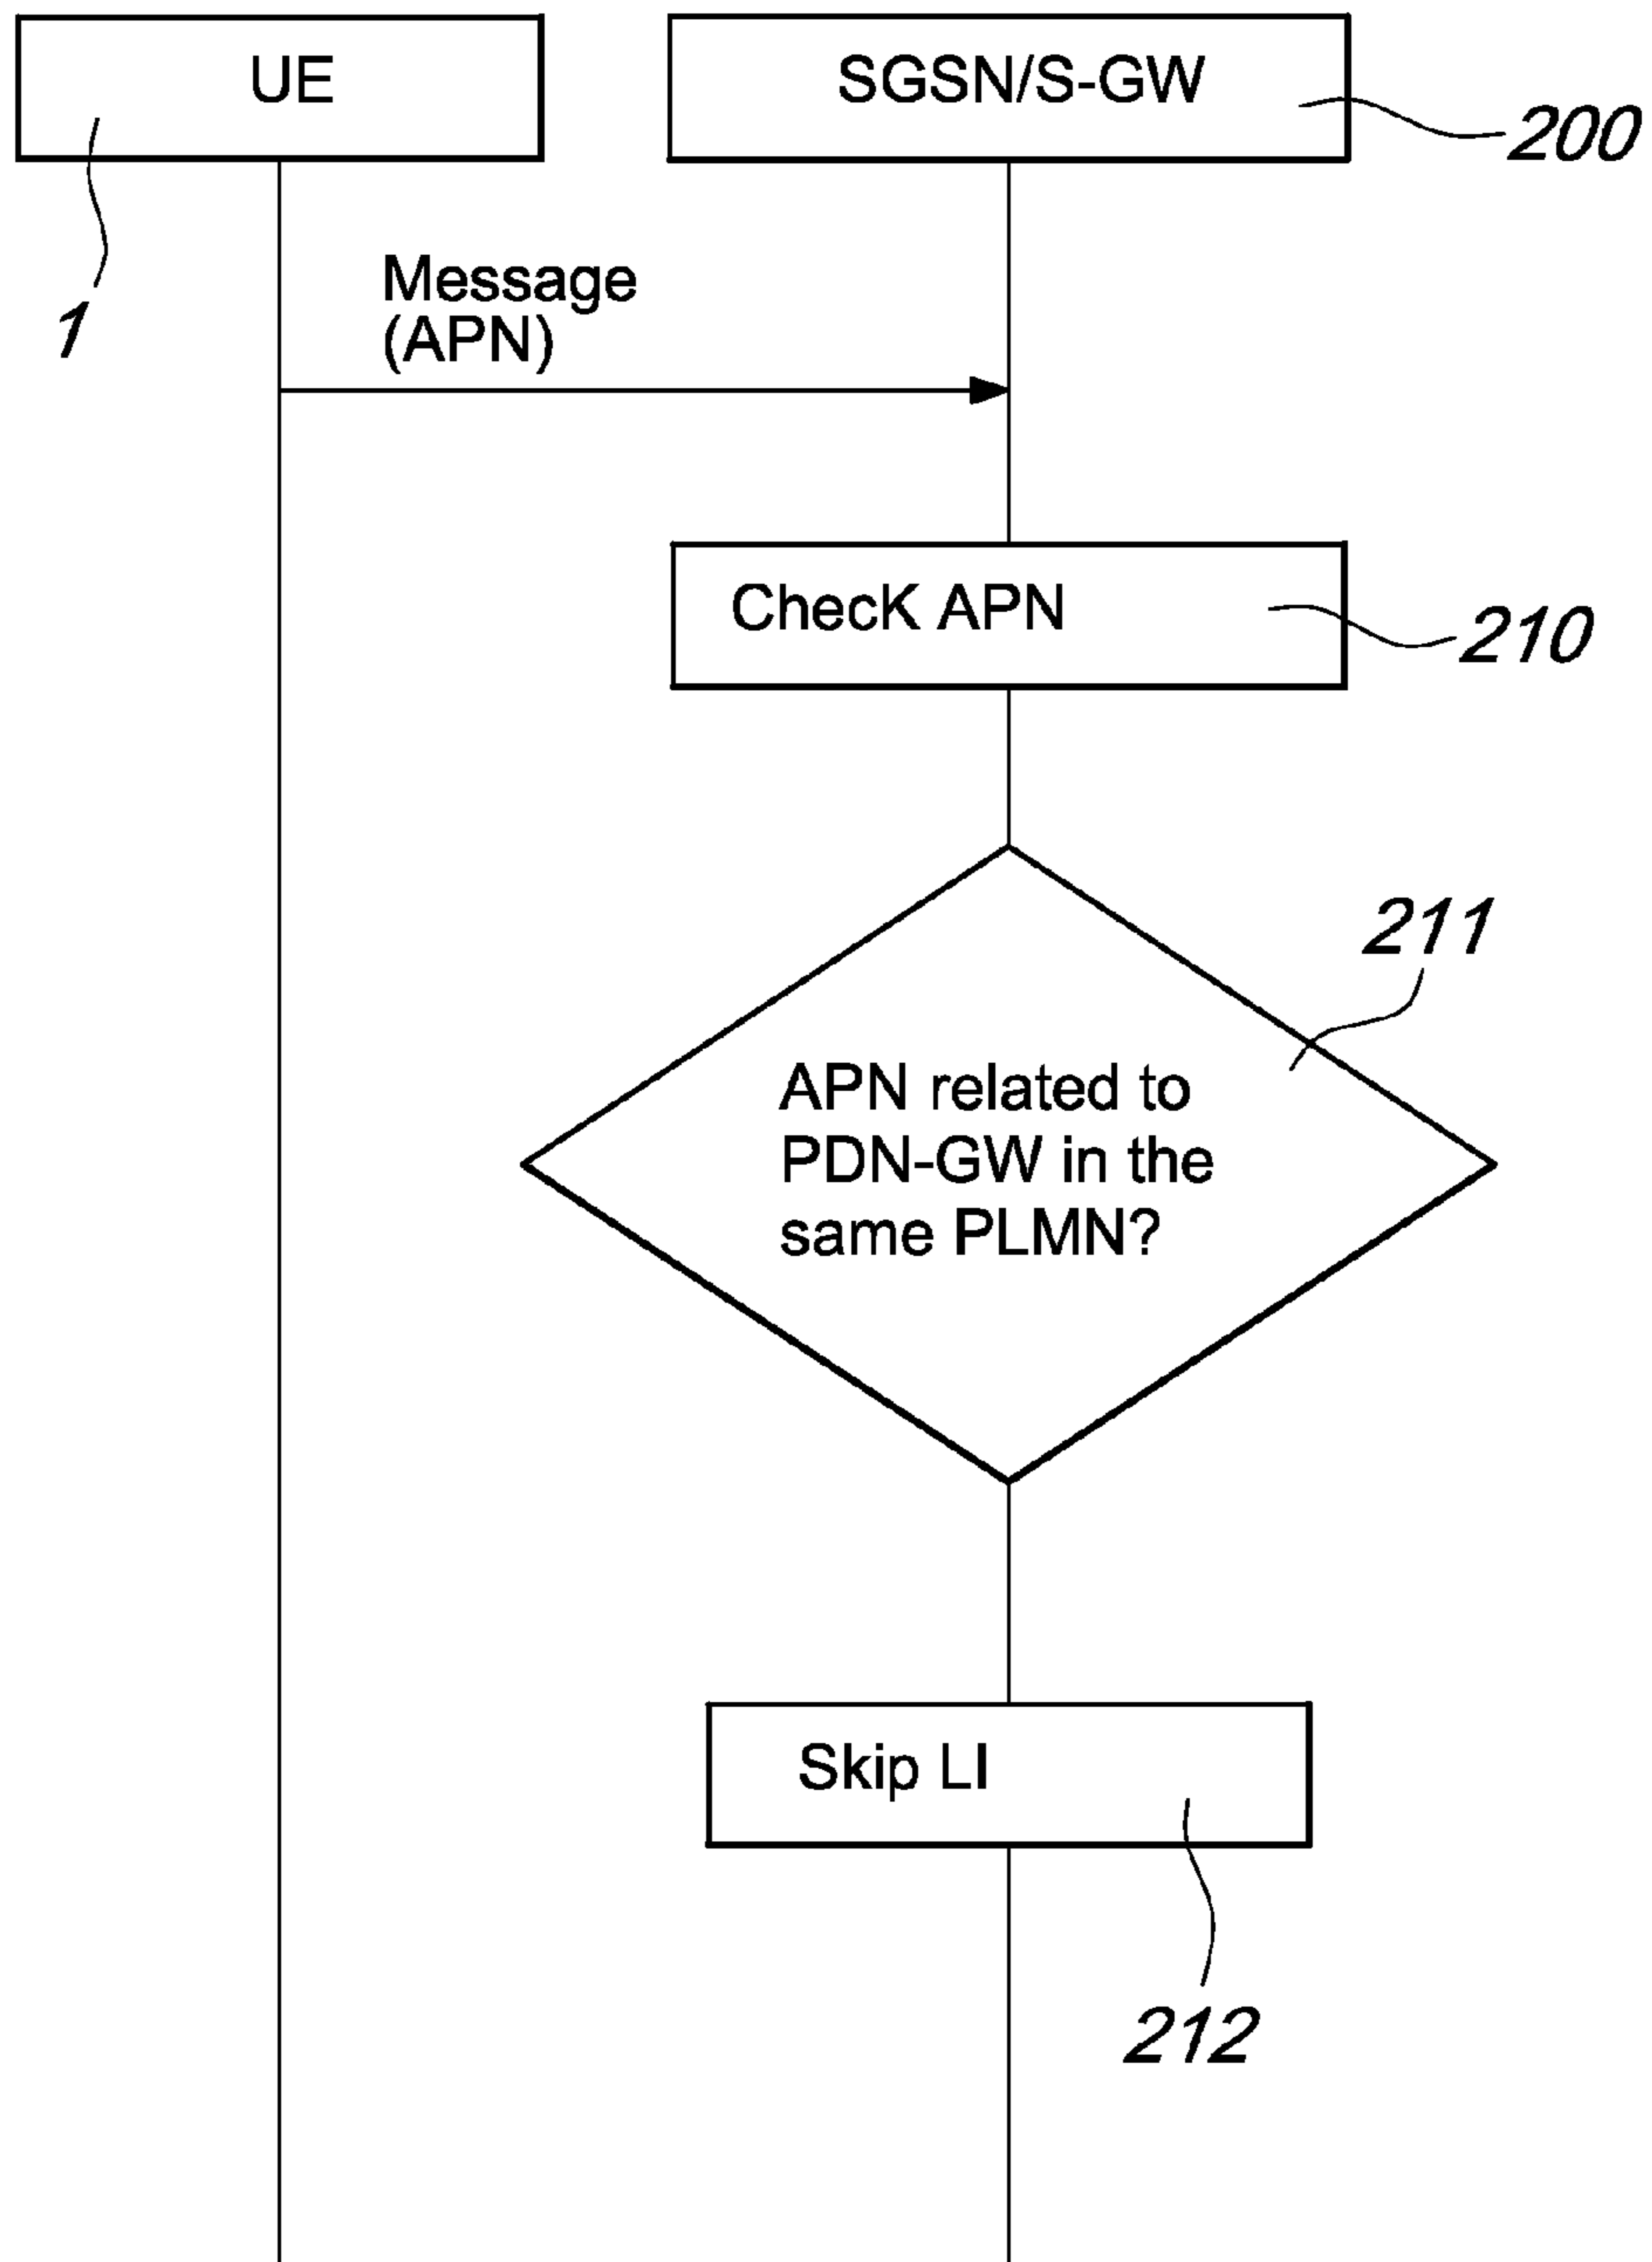 UE
SGSN/S-GW
200
1
Message
(APN)
ChecK APN
210
211
APN related to
PDN-GW in the
same PLMN?
Skip LI
212